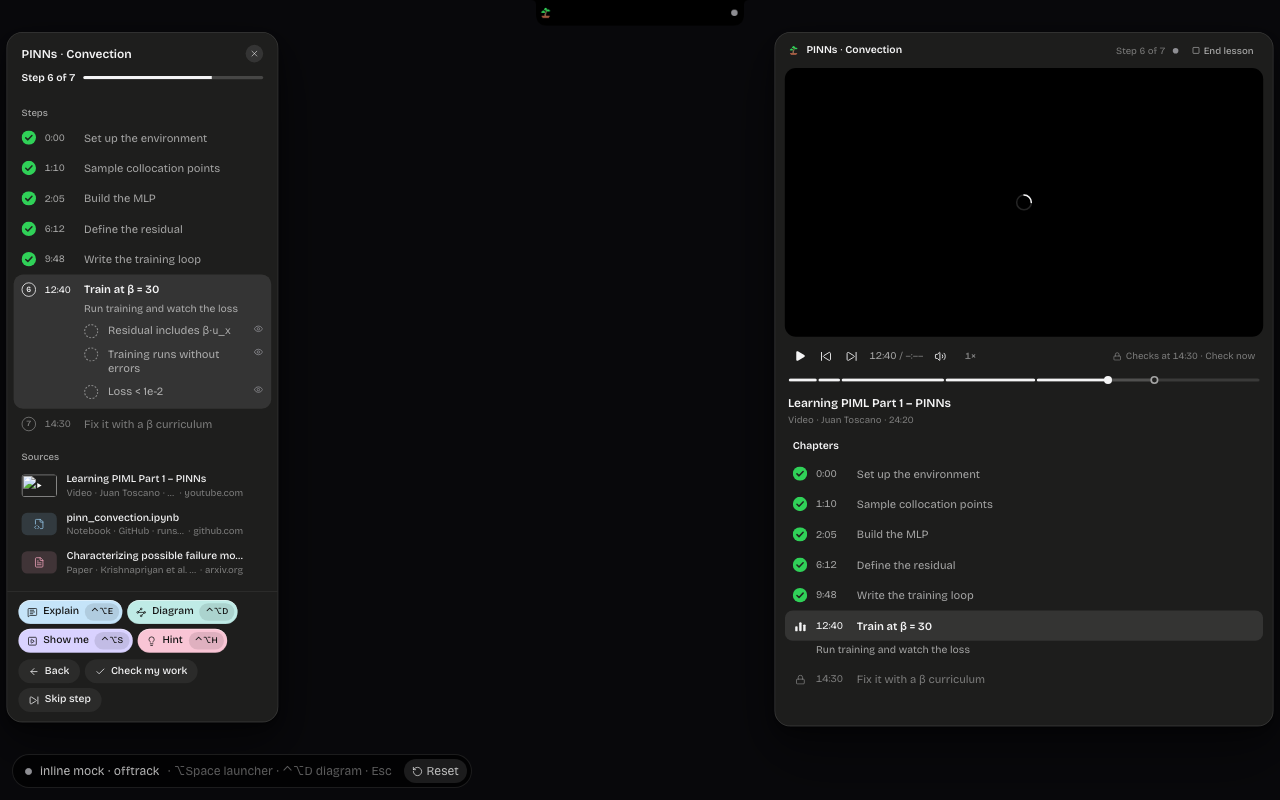 PINNs · Convection
Step 6 of 7
Steps
0:00 Set up the environment
1:10 Sample collocation points
2:05 Build the MLP
6:12 Define the residual
9:48 Write the training loop
6 12:40 Train at β = 30
Run training and watch the loss
Residual includes β·u_x
Training runs without
errors
Loss < 1e-2
7 14:30 Fix it with a β curriculum
Sources
Learning PIML Part 1 – PINNs
Video · Juan Toscano · ... · youtube.com
pinn_convection.ipynb
Notebook · GitHub · runs... · github.com
Characterizing possible failure mo...
Paper · Krishnapriyan et al. ... · arxiv.org
Explain ^⌥E Diagram ^⌥D
Show me ^⌥S Hint ^⌥H
Back Check my work
Skip step
inline mock · offtrack · ⌥Space launcher · ^⌥D diagram · Esc Reset
PINNs · Convection Step 6 of 7 End lesson
12:40 / –:–– 1× Checks at 14:30 · Check now
Learning PIML Part 1 – PINNs
Video · Juan Toscano · 24:20
Chapters
0:00 Set up the environment
1:10 Sample collocation points
2:05 Build the MLP
6:12 Define the residual
9:48 Write the training loop
12:40 Train at β = 30
Run training and watch the loss
14:30 Fix it with a β curriculum